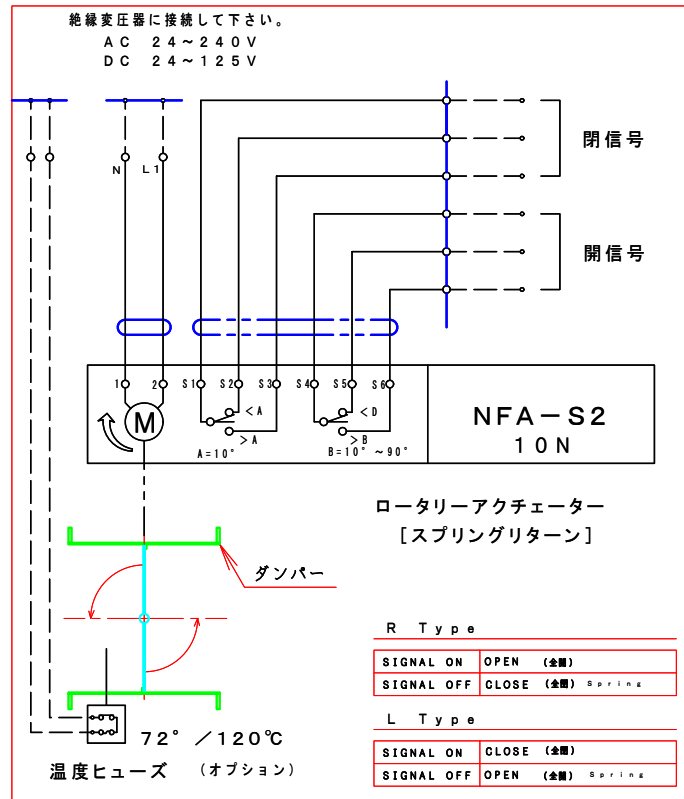 絶縁変圧器に接続して下さい。
AC 24~240V
DC 24~125V
閉信号
N L1
開信号
1 2 S1 S2 S3 S4 S5 S6
M
<A
>A
A=10°
<D
>B
B=10° ~90°
NFA-S2
10N
ロータリーアクチェーター
[スプリングリターン]
ダンパー
R Type
SIGNAL ON OPEN
SIGNAL OFF CLOSE Spring
L Type
SIGNAL ON CLOSE
SIGNAL OFF OPEN Spring
72° /120℃
温度ヒューズ (オプション)